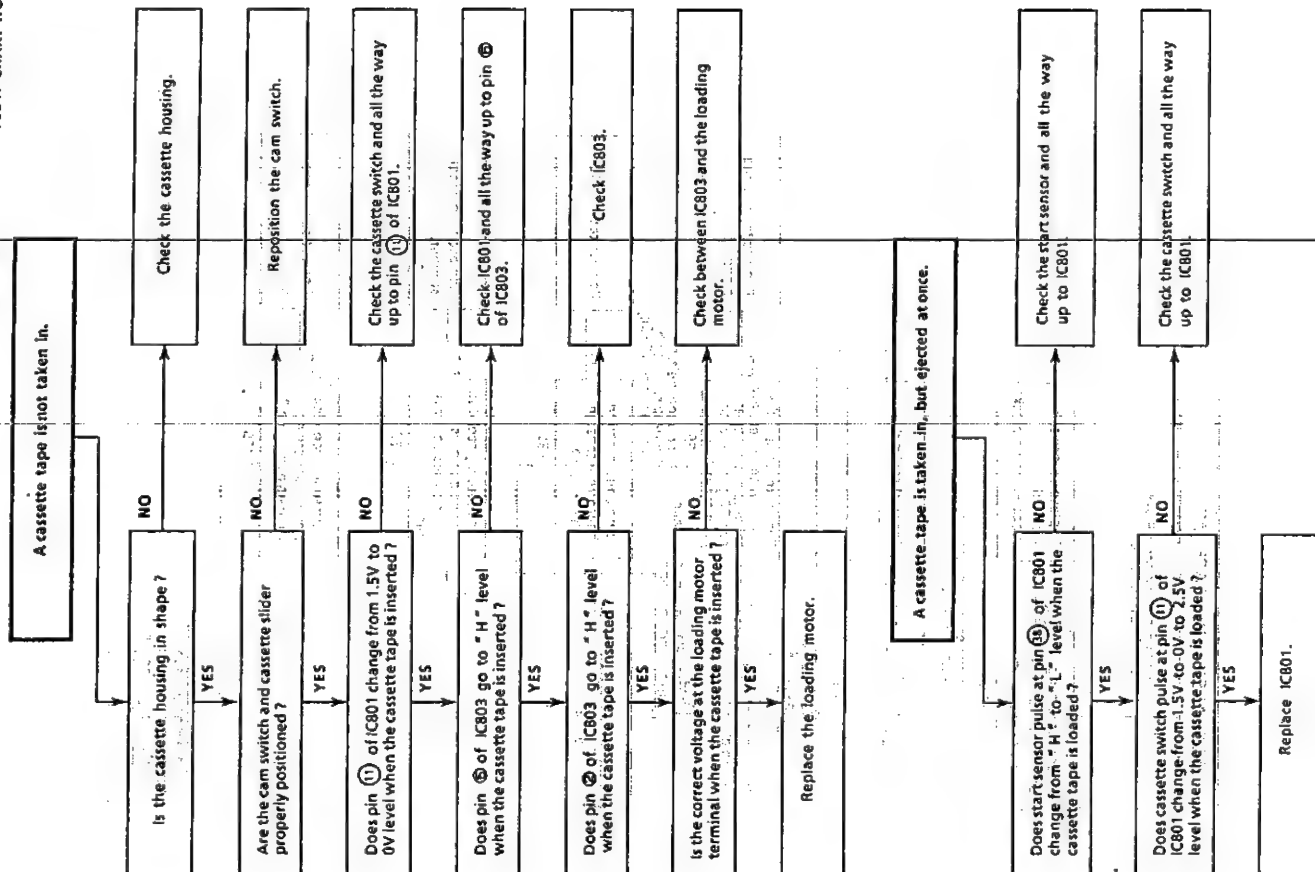 A cassette tape is not taken in.
Is the cassette housing in shape ?
NO
Check the cassette housing.
YES
Are the cam switch and cassette slider
properly positioned ?
NO
Reposition the cam switch.
YES
Does pin ⑪ of IC801 change from 1.5V to
0V level when the cassette tape is inserted ?
NO
Check the cassette switch and all the way
up to pin ⑪ of IC801.
YES
Does pin ⑥ of IC803 go to " H " level
when the cassette tape is inserted ?
NO
Check IC801 and all the way up to pin ⑥
of IC803.
YES
Does pin ② of IC803 go to " H " level
when the cassette tape is inserted ?
NO
Check IC803.
YES
Is the correct voltage at the loading motor
terminal when the cassette tape is inserted ?
NO
Check between IC803 and the loading
motor.
YES
Replace the loading motor.
A cassette tape is taken in, but ejected at once.
Does start sensor pulse at pin ㊳ of IC801
change from " H " to " L " level when the
cassette tape is loaded ?
NO
Check the start sensor and all the way
up to IC801.
YES
Does cassette switch pulse at pin ⑪ of
IC801 change from 1.5V to 0V to 2.5V
level when the cassette tape is loaded ?
NO
Check the cassette switch and all the way
up to IC801.
YES
Replace IC801.